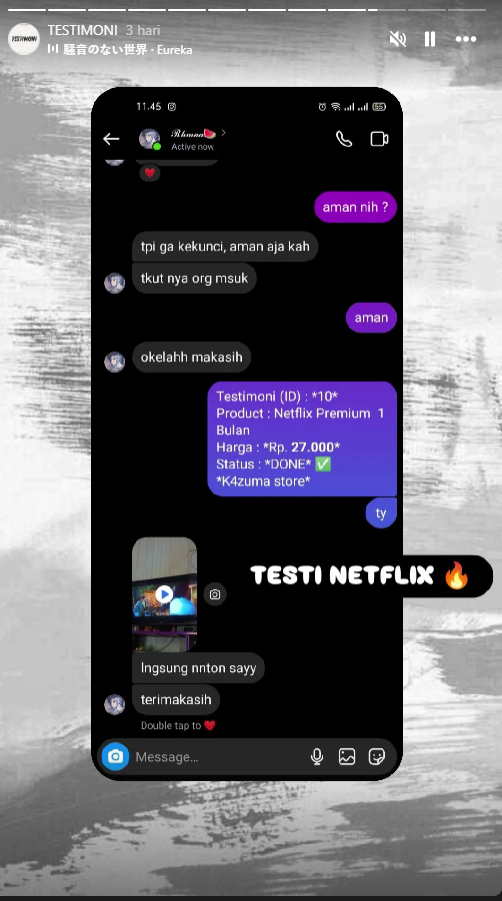 TESTIMONI 3 hari
TESTIMONI
騒音のない世界 · Eureka
11.45
65
Rhmaa🍉
Active now
❤️
aman nih ?
tpi ga kekunci, aman aja kah
tkut nya org msuk
aman
okelahh makasih
Testimoni (ID) : *10*
Product : Netflix Premium 1
Bulan
Harga : *Rp. 27.000*
Status : *DONE* ✅
*K4zuma store*
ty
TESTI NETFLIX 🔥
lngsung nnton sayy
terimakasih
Double tap to ❤️
Message...